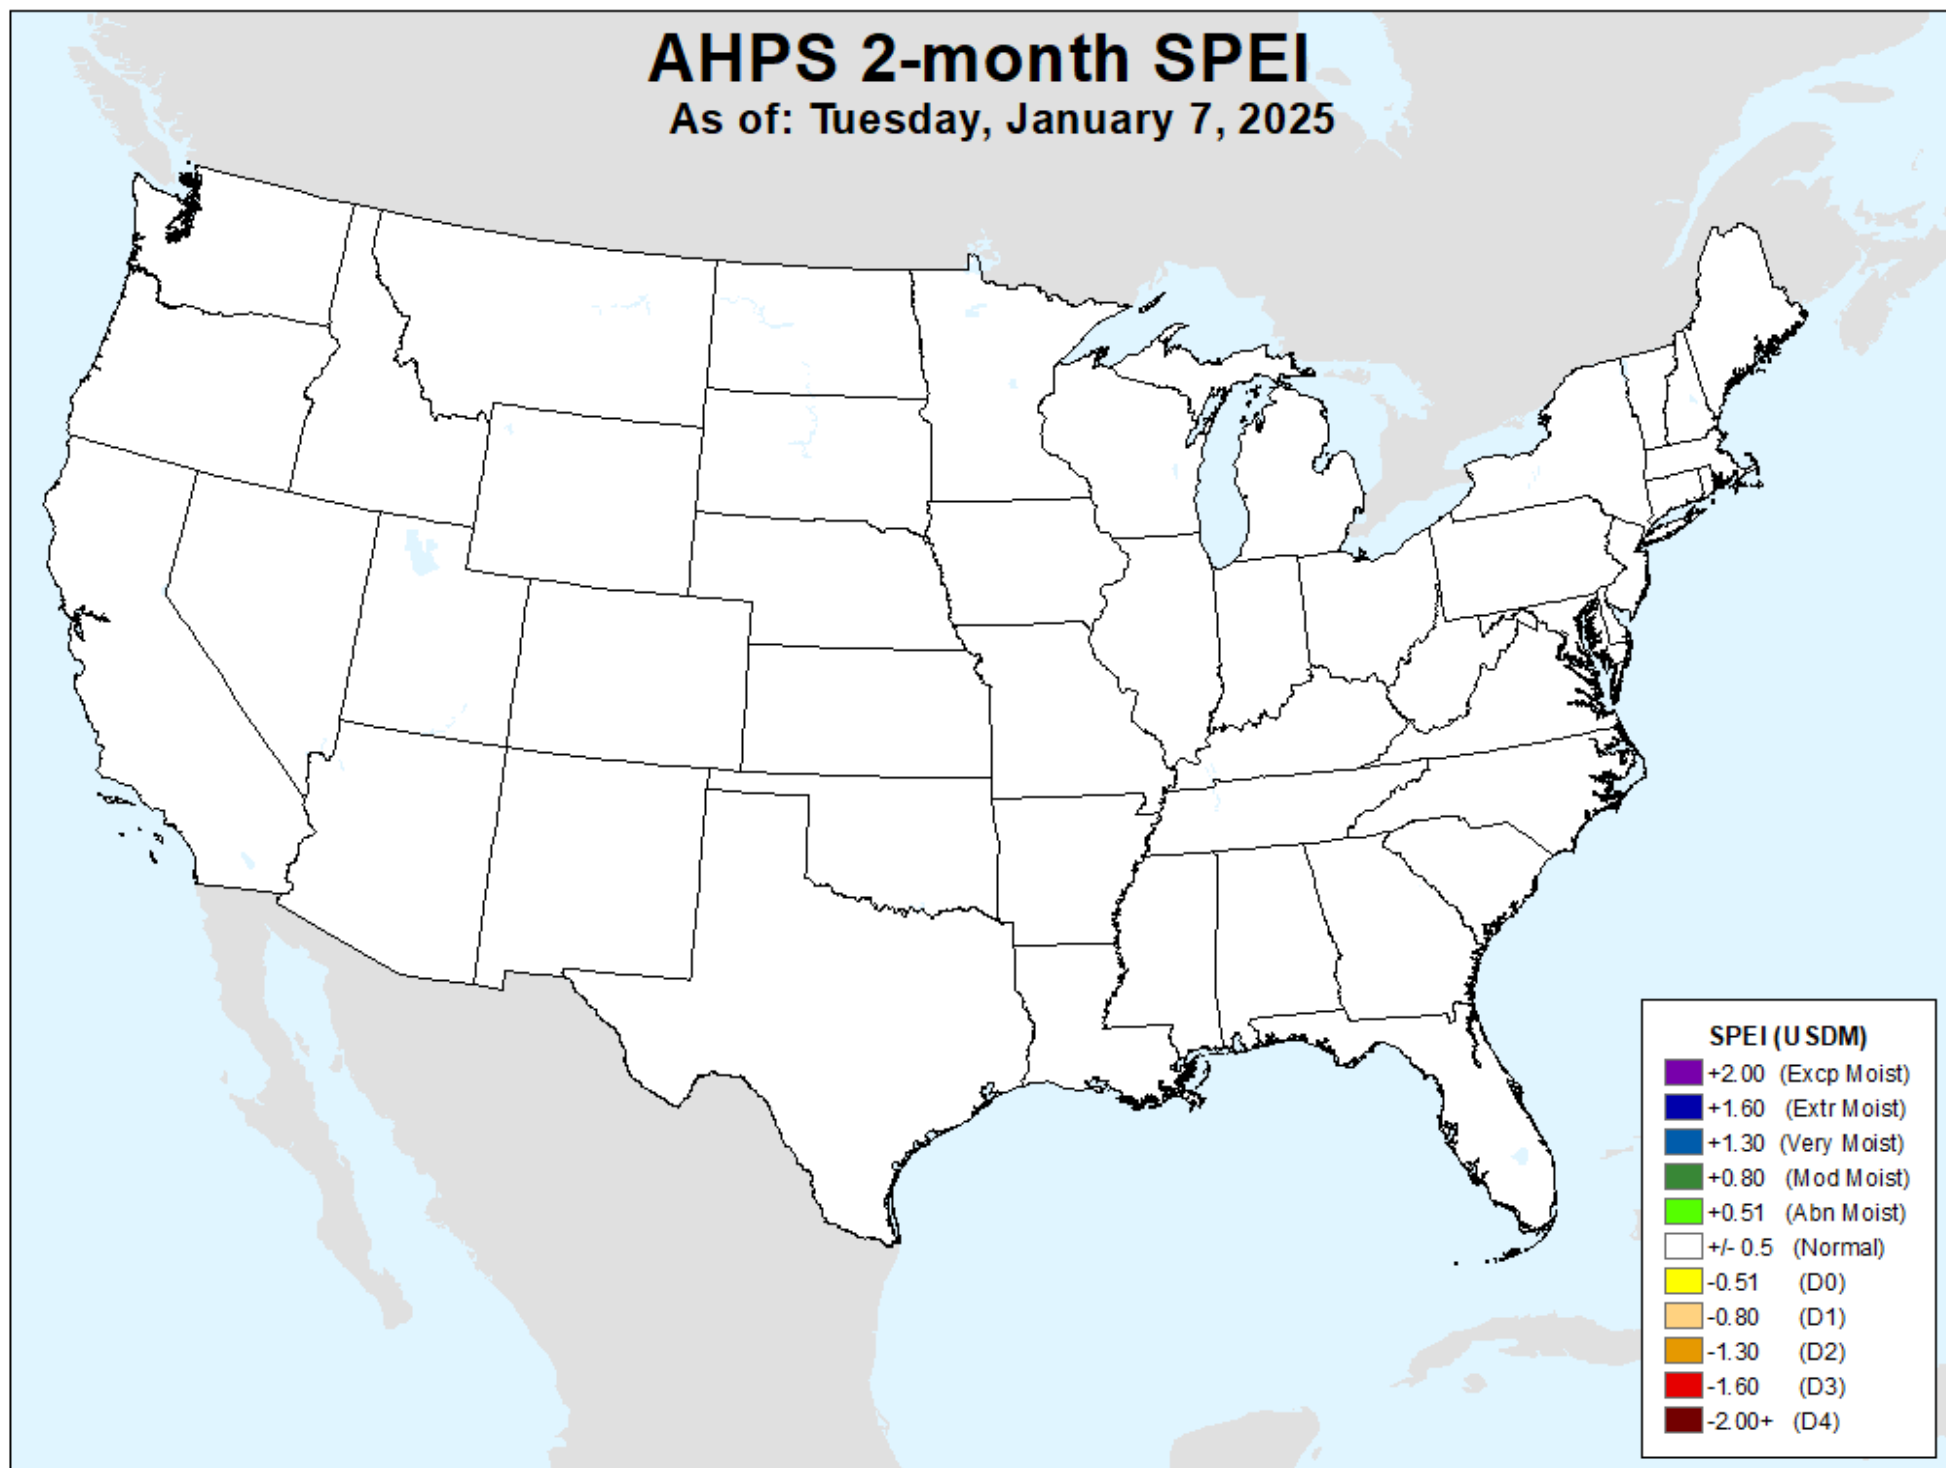 AHPS 2-month SPEI
As of: Tuesday, January 7, 2025
SPEI (USDM)
+2.00 (Excp Moist)
+1.60 (Extr Moist)
+1.30 (Very Moist)
+0.80 (Mod Moist)
+0.51 (Abn Moist)
+/- 0.5 (Normal)
-0.51 (D0)
-0.80 (D1)
-1.30 (D2)
-1.60 (D3)
-2.00+ (D4)